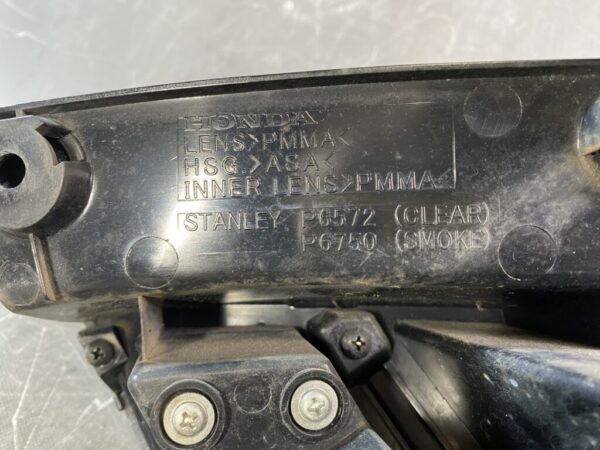 HONDA
LENS>PMMA<
HSG.>ASA<
INNER LENS>PMMA<
STANLEY P6572 (CLEAR)
P6750 (SMOKE)